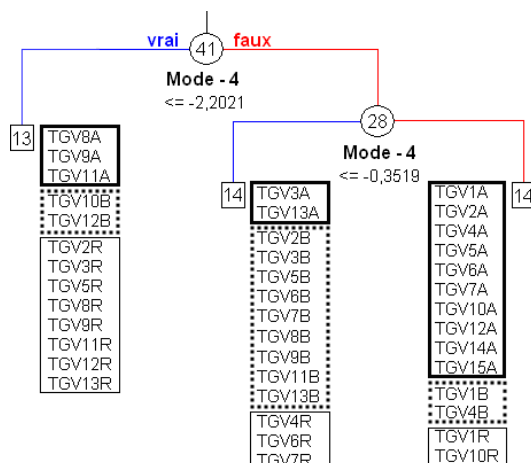 vrai 41 faux
Mode - 4
<= -2,2021
13
TGV8A
TGV9A
TGV11A
TGV10B
TGV12B
TGV2R
TGV3R
TGV5R
TGV8R
TGV9R
TGV11R
TGV12R
TGV13R
28
Mode - 4
<= -0,3519
14
TGV3A
TGV13A
TGV2B
TGV3B
TGV5B
TGV6B
TGV7B
TGV8B
TGV9B
TGV11B
TGV13B
TGV4R
TGV6R
TGV7R
14
TGV1A
TGV2A
TGV4A
TGV5A
TGV6A
TGV7A
TGV10A
TGV12A
TGV14A
TGV15A
TGV1B
TGV4B
TGV1R
TGV10R